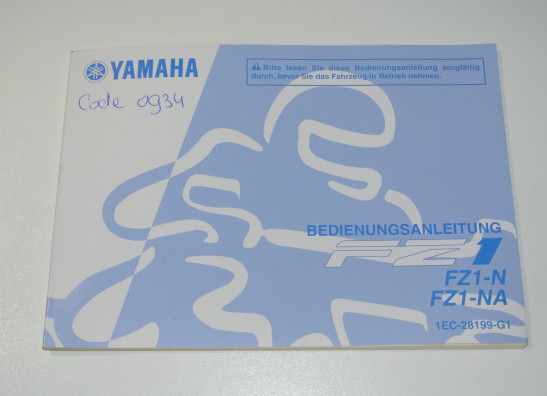 YAMAHA
Code 0934
⚠ Bitte lesen Sie diese Bedienungsanleitung sorgfältig
durch, bevor Sie das Fahrzeug in Betrieb nehmen.
BEDIENUNGSANLEITUNG
FZ1
FZ1-N
FZ1-NA
1EC-28199-G1